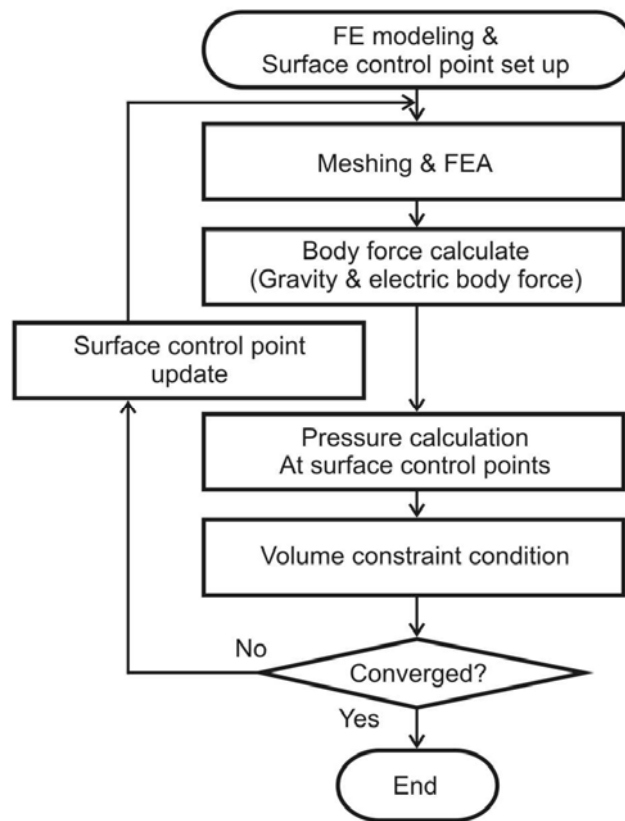 FE modeling &
Surface control point set up
Meshing & FEA
Body force calculate
(Gravity & electric body force)
Surface control point
update
Pressure calculation
At surface control points
Volume constraint condition
No
Converged?
Yes
End